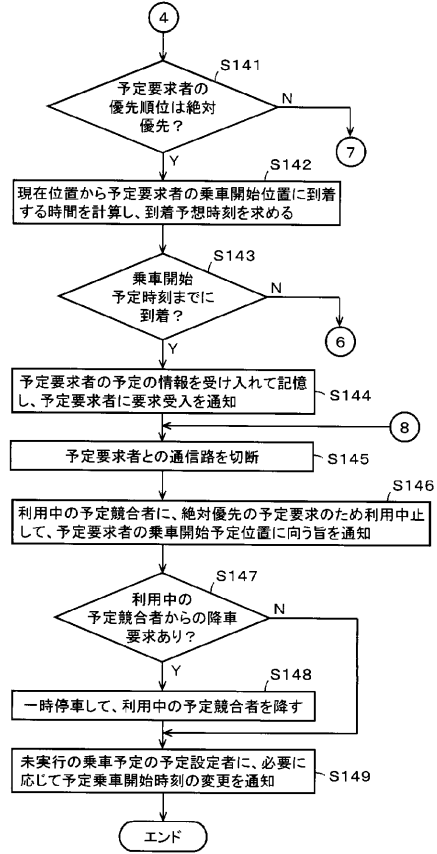 4
S141
予定要求者の
優先順位は絶対
優先？
N
Y
7
S142
現在位置から予定要求者の乗車開始位置に到着
する時間を計算し、到着予想時刻を求める
S143
乗車開始
予定時刻までに
到着？
N
Y
6
予定要求者の予定の情報を受け入れて記憶
し、予定要求者に要求受入を通知
S144
8
予定要求者との通信路を切断
S145
S146
利用中の予定競合者に、絶対優先の予定要求のため利用中止
して、予定要求者の乗車開始予定位置に向う旨を通知
S147
利用中の
予定競合者からの降車
要求あり？
N
Y
S148
一時停車して、利用中の予定競合者を降す
未実行の乗車予定の予定設定者に、必要に
応じて予定乗車開始時刻の変更を通知
S149
エンド